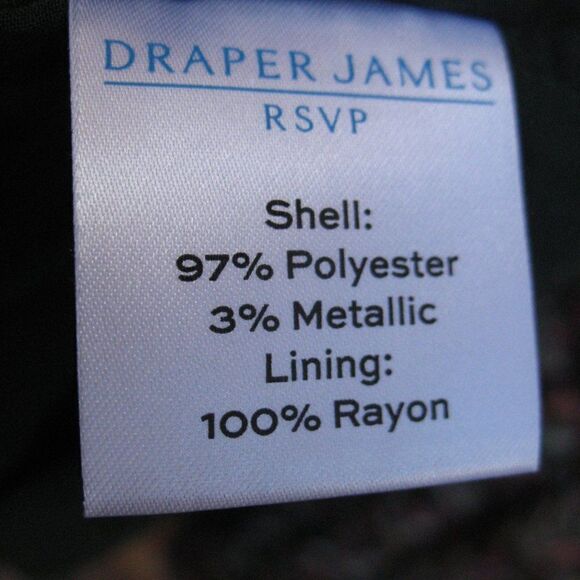 DRAPER JAMES
RSVP
Shell:
97% Polyester
3% Metallic
Lining:
100% Rayon